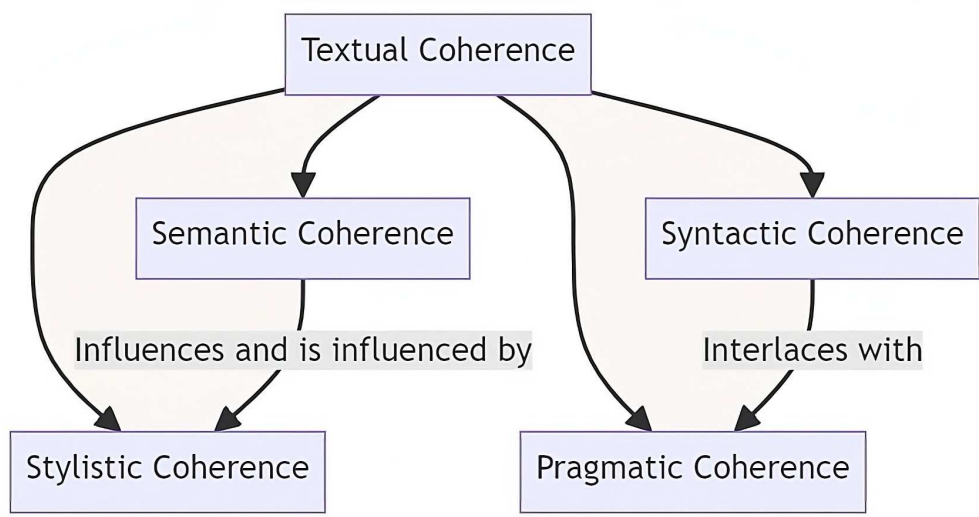 Textual Coherence
Semantic Coherence
Syntactic Coherence
Influences and is influenced by
Interlaces with
Stylistic Coherence
Pragmatic Coherence